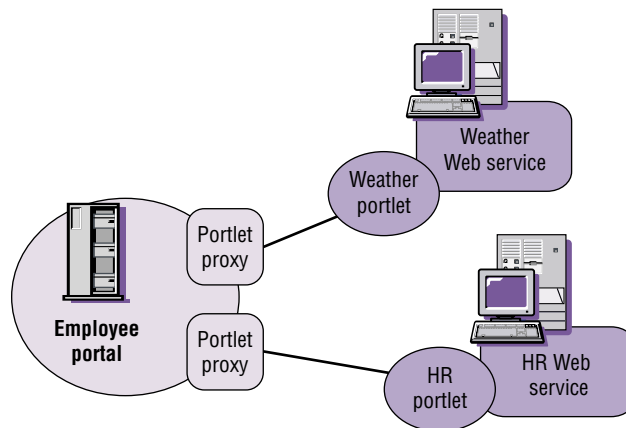 Weather
Web service
Weather
portlet
Portlet
proxy
Employee
portal
Portlet
proxy
HR Web
service
HR
portlet